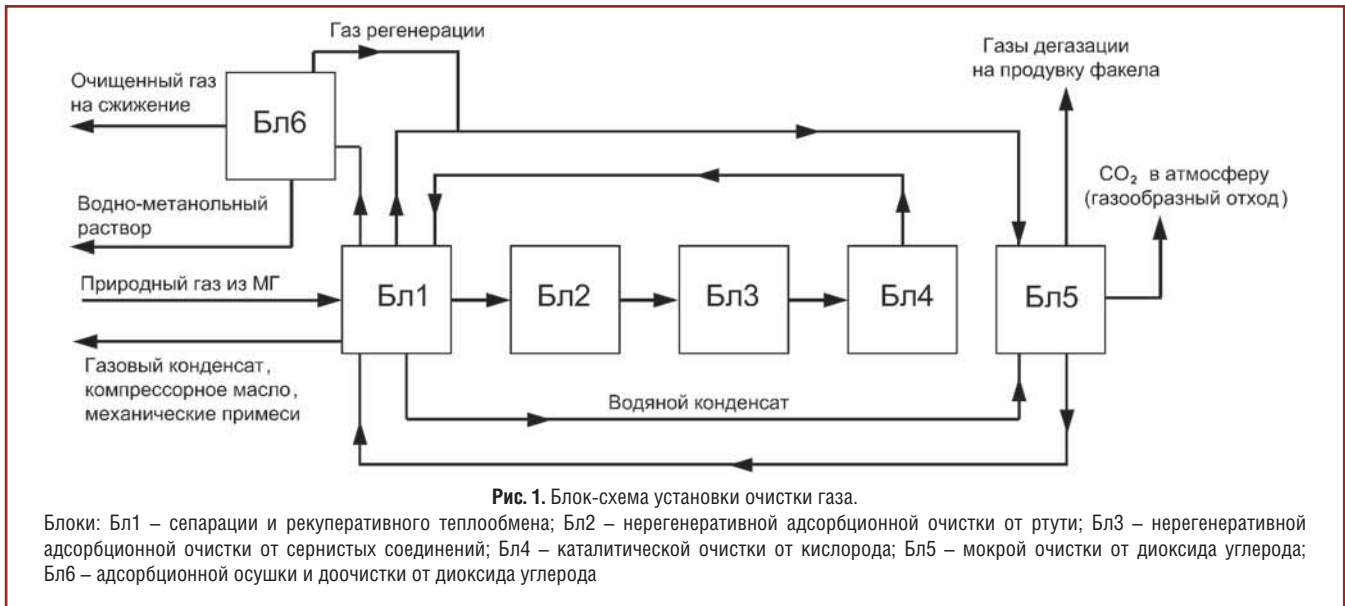 Газ регенерации
Очищенный газ
на сжижение
Бл6
Газы дегазации
на продувку факела
CO₂ в атмосферу
(газообразный отход)
Водно-метанольный
раствор
Природный газ из МГ
Бл1
Бл2
Бл3
Бл4
Бл5
Газовый конденсат,
компрессорное масло,
механические примеси
Водяной конденсат
Рис. 1. Блок-схема установки очистки газа.
Блоки: Бл1 – сепарации и рекуперативного теплообмена; Бл2 – нерегенеративной адсорбционной очистки от ртути; Бл3 – нерегенеративной
адсорбционной очистки от сернистых соединений; Бл4 – каталитической очистки от кислорода; Бл5 – мокрой очистки от диоксида углерода;
Бл6 – адсорбционной осушки и доочистки от диоксида углерода